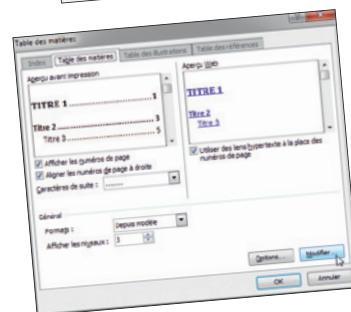 Table des matières
Index Table des matières Table des illustrations Table des références
Aperçu avant impression
TITRE 1.......................1
Titre 2.......................3
Titre 3.......................5
Aperçu Web
TITRE 1
Titre 2
Titre 3
Afficher les numéros de page
Aligner les numéros de page à droite
Caractères de suite : .......
Utiliser des liens hypertexte à la place des
numéros de page
Général
Formats : Depuis modèle
Afficher les niveaux : 3
Options... Modifier...
OK Annuler